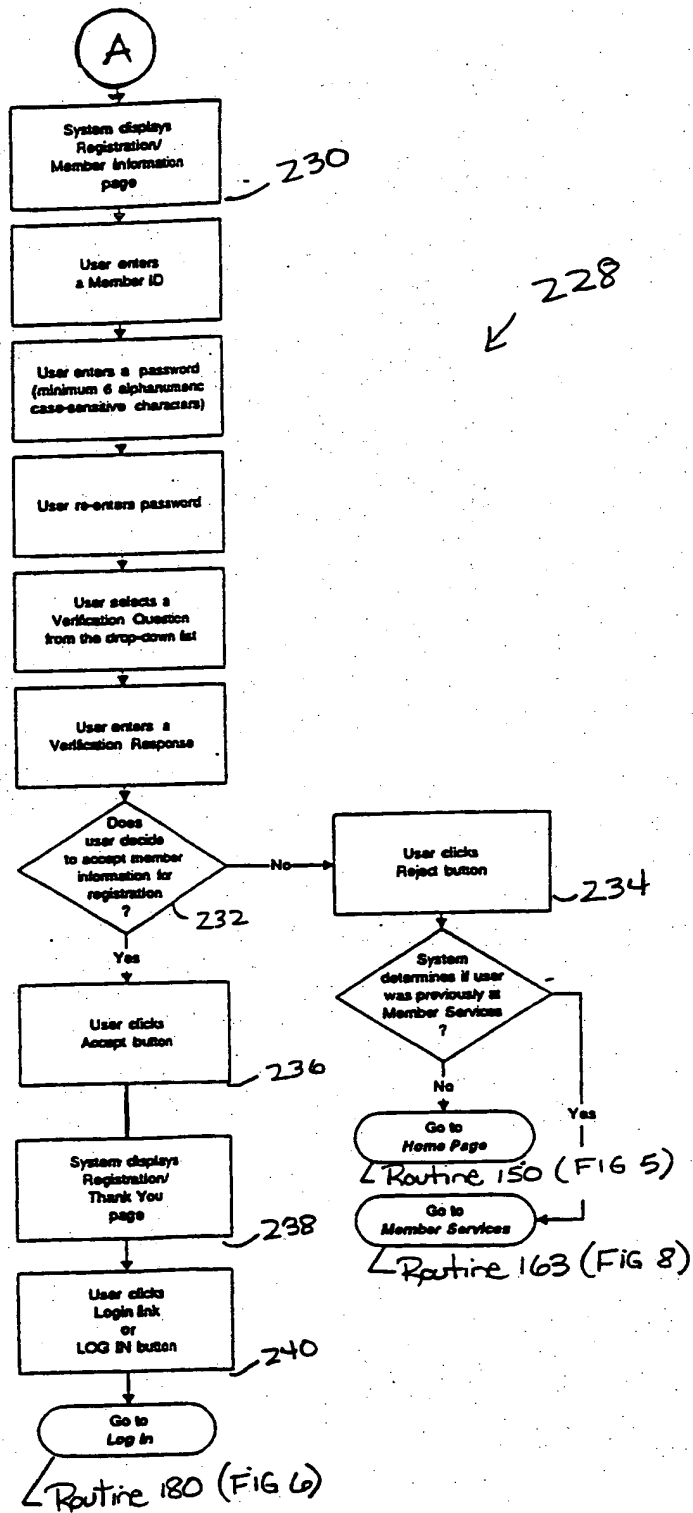 A
System displays
Registration/
Member Information
page
230
User enters
a Member ID
228
User enters a password
(minimum 6 alphanumeric
case-sensitive characters)
User re-enters password
User selects a
Verification Question
from the drop-down list
User enters a
Verification Response
Does
user decide
to accept member
information for
registration
?
232
No
User clicks
Reject button
234
Yes
System
determines if user
was previously at
Member Services
?
User clicks
Accept button
236
No
Yes
Go to
Home Page
Routine 150 (FIG 5)
System displays
Registration/
Thank You
page
238
Go to
Member Services
Routine 163 (FIG 8)
User clicks
Login link
or
LOG IN button
240
Go to
Log In
Routine 180 (FIG 6)